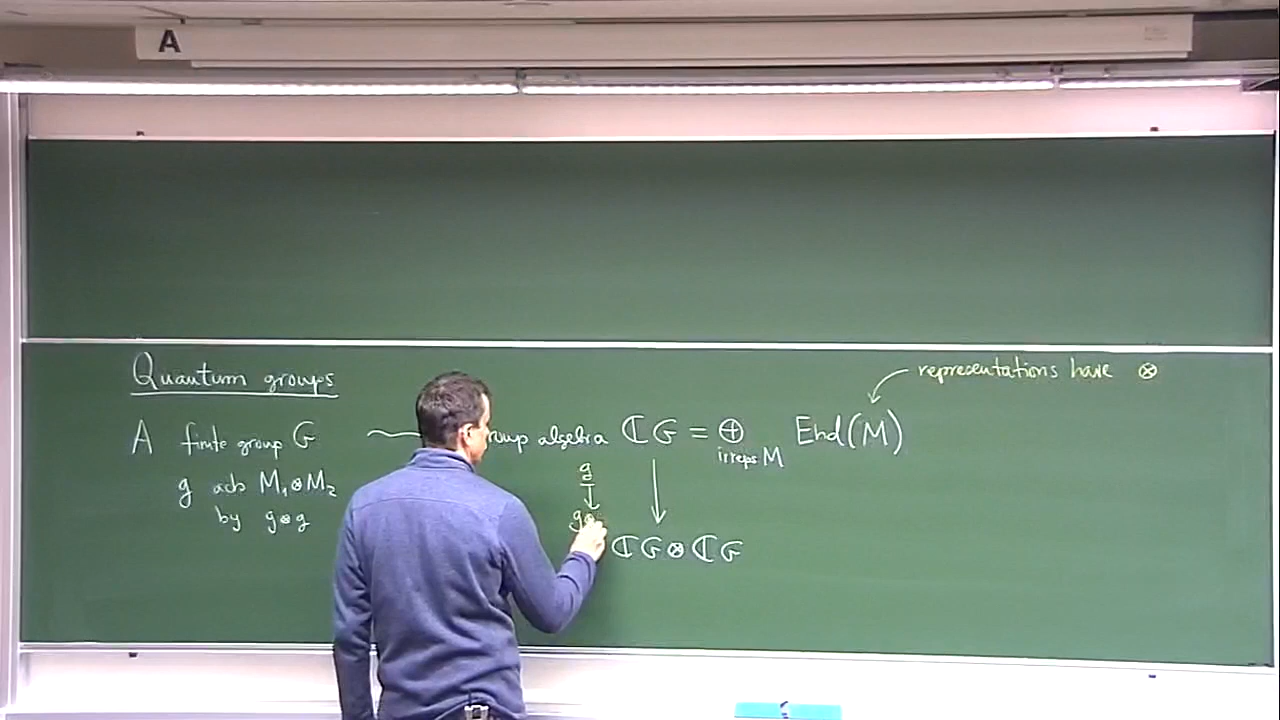 A
Quantum groups
representations have ⊗
A finite group G
group algebra ℂG = ⊕ End(M)
irreps M
g acts M₁⊗M₂
by g⊗g
g
↓
g⊗
ℂG⊗ℂG